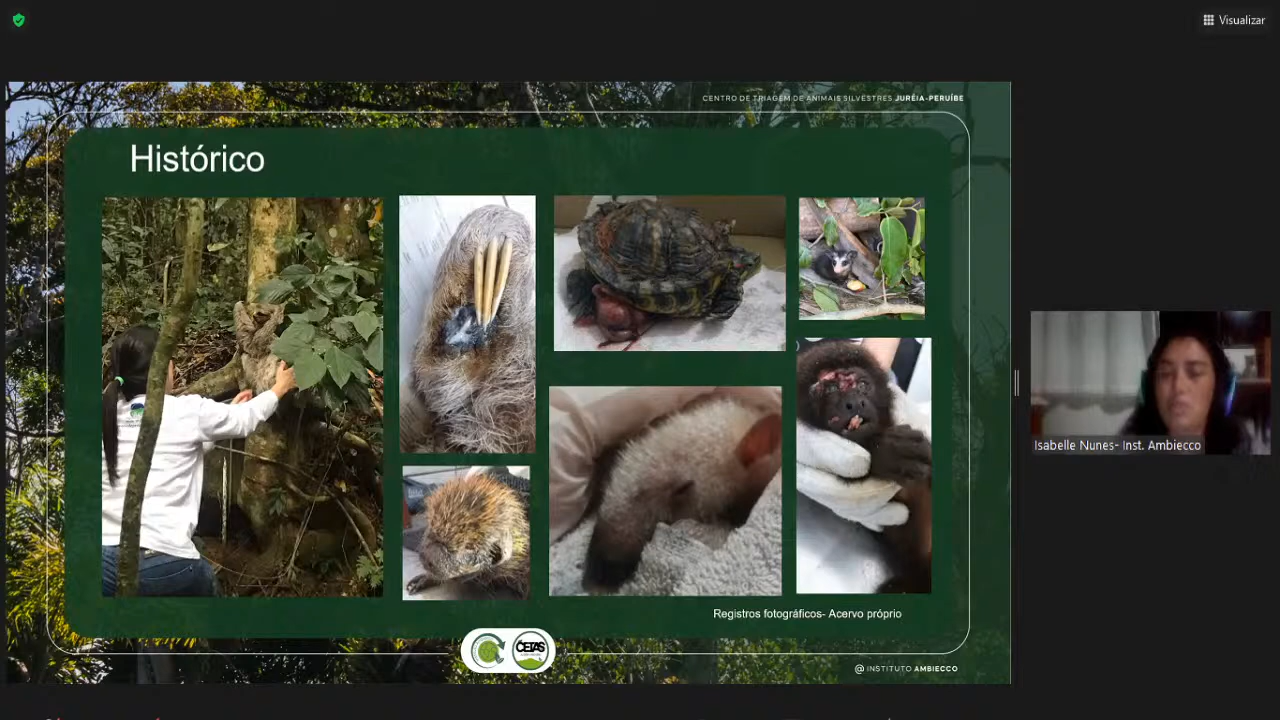 Visualizar
CENTRO DE TRIAGEM DE ANIMAIS SILVESTRES JURÉIA-PERUÍBE
Histórico
Isabelle Nunes- Inst. Ambiecco
Registros fotográficos- Acervo próprio
CETAS
@ INSTITUTO AMBIECCO